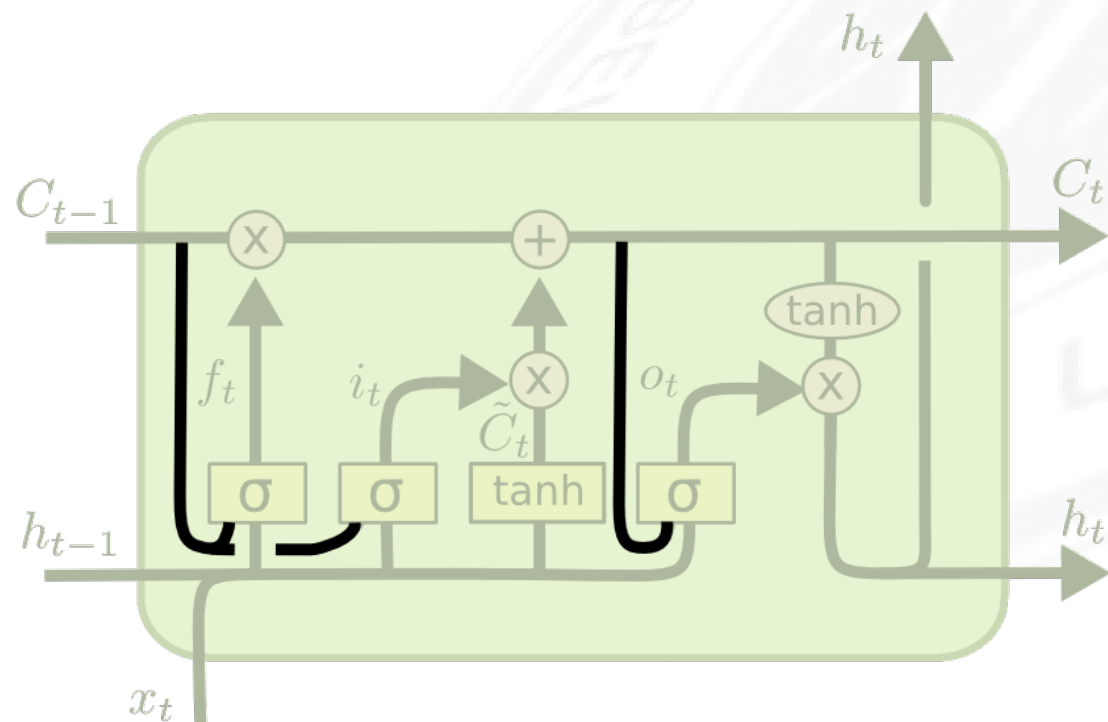 h_t
C_{t-1}
C_t
x
+
tanh
f_t
i_t
x
o_t
x
C̃_t
σ
σ
tanh
σ
h_{t-1}
h_t
x_t